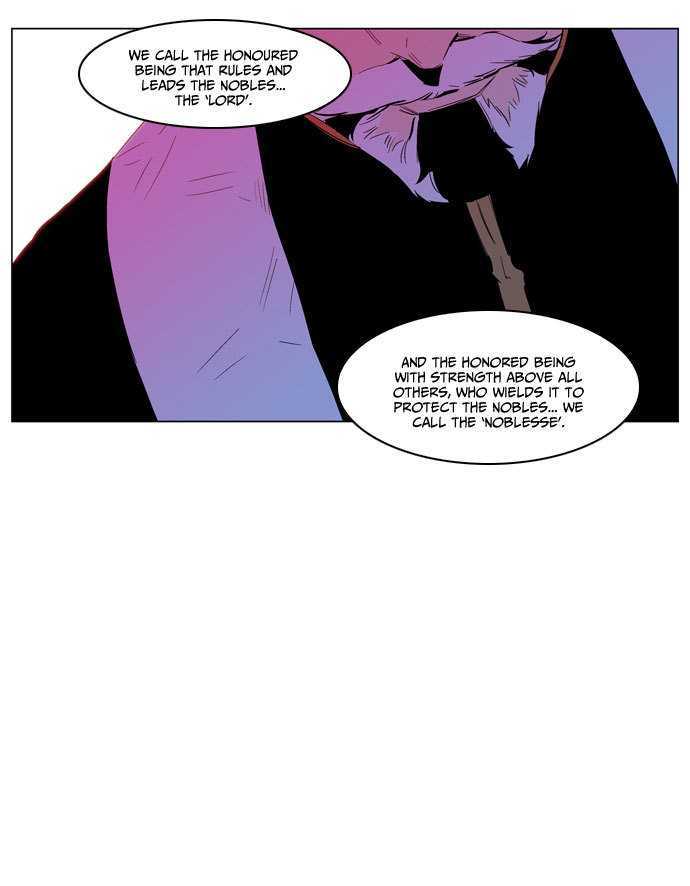 WE CALL THE HONOURED
BEING THAT RULES AND
LEADS THE NOBLES...
THE 'LORD'.
AND THE HONORED BEING
WITH STRENGTH ABOVE ALL
OTHERS, WHO WIELDS IT TO
PROTECT THE NOBLES... WE
CALL THE 'NOBLESSE'.